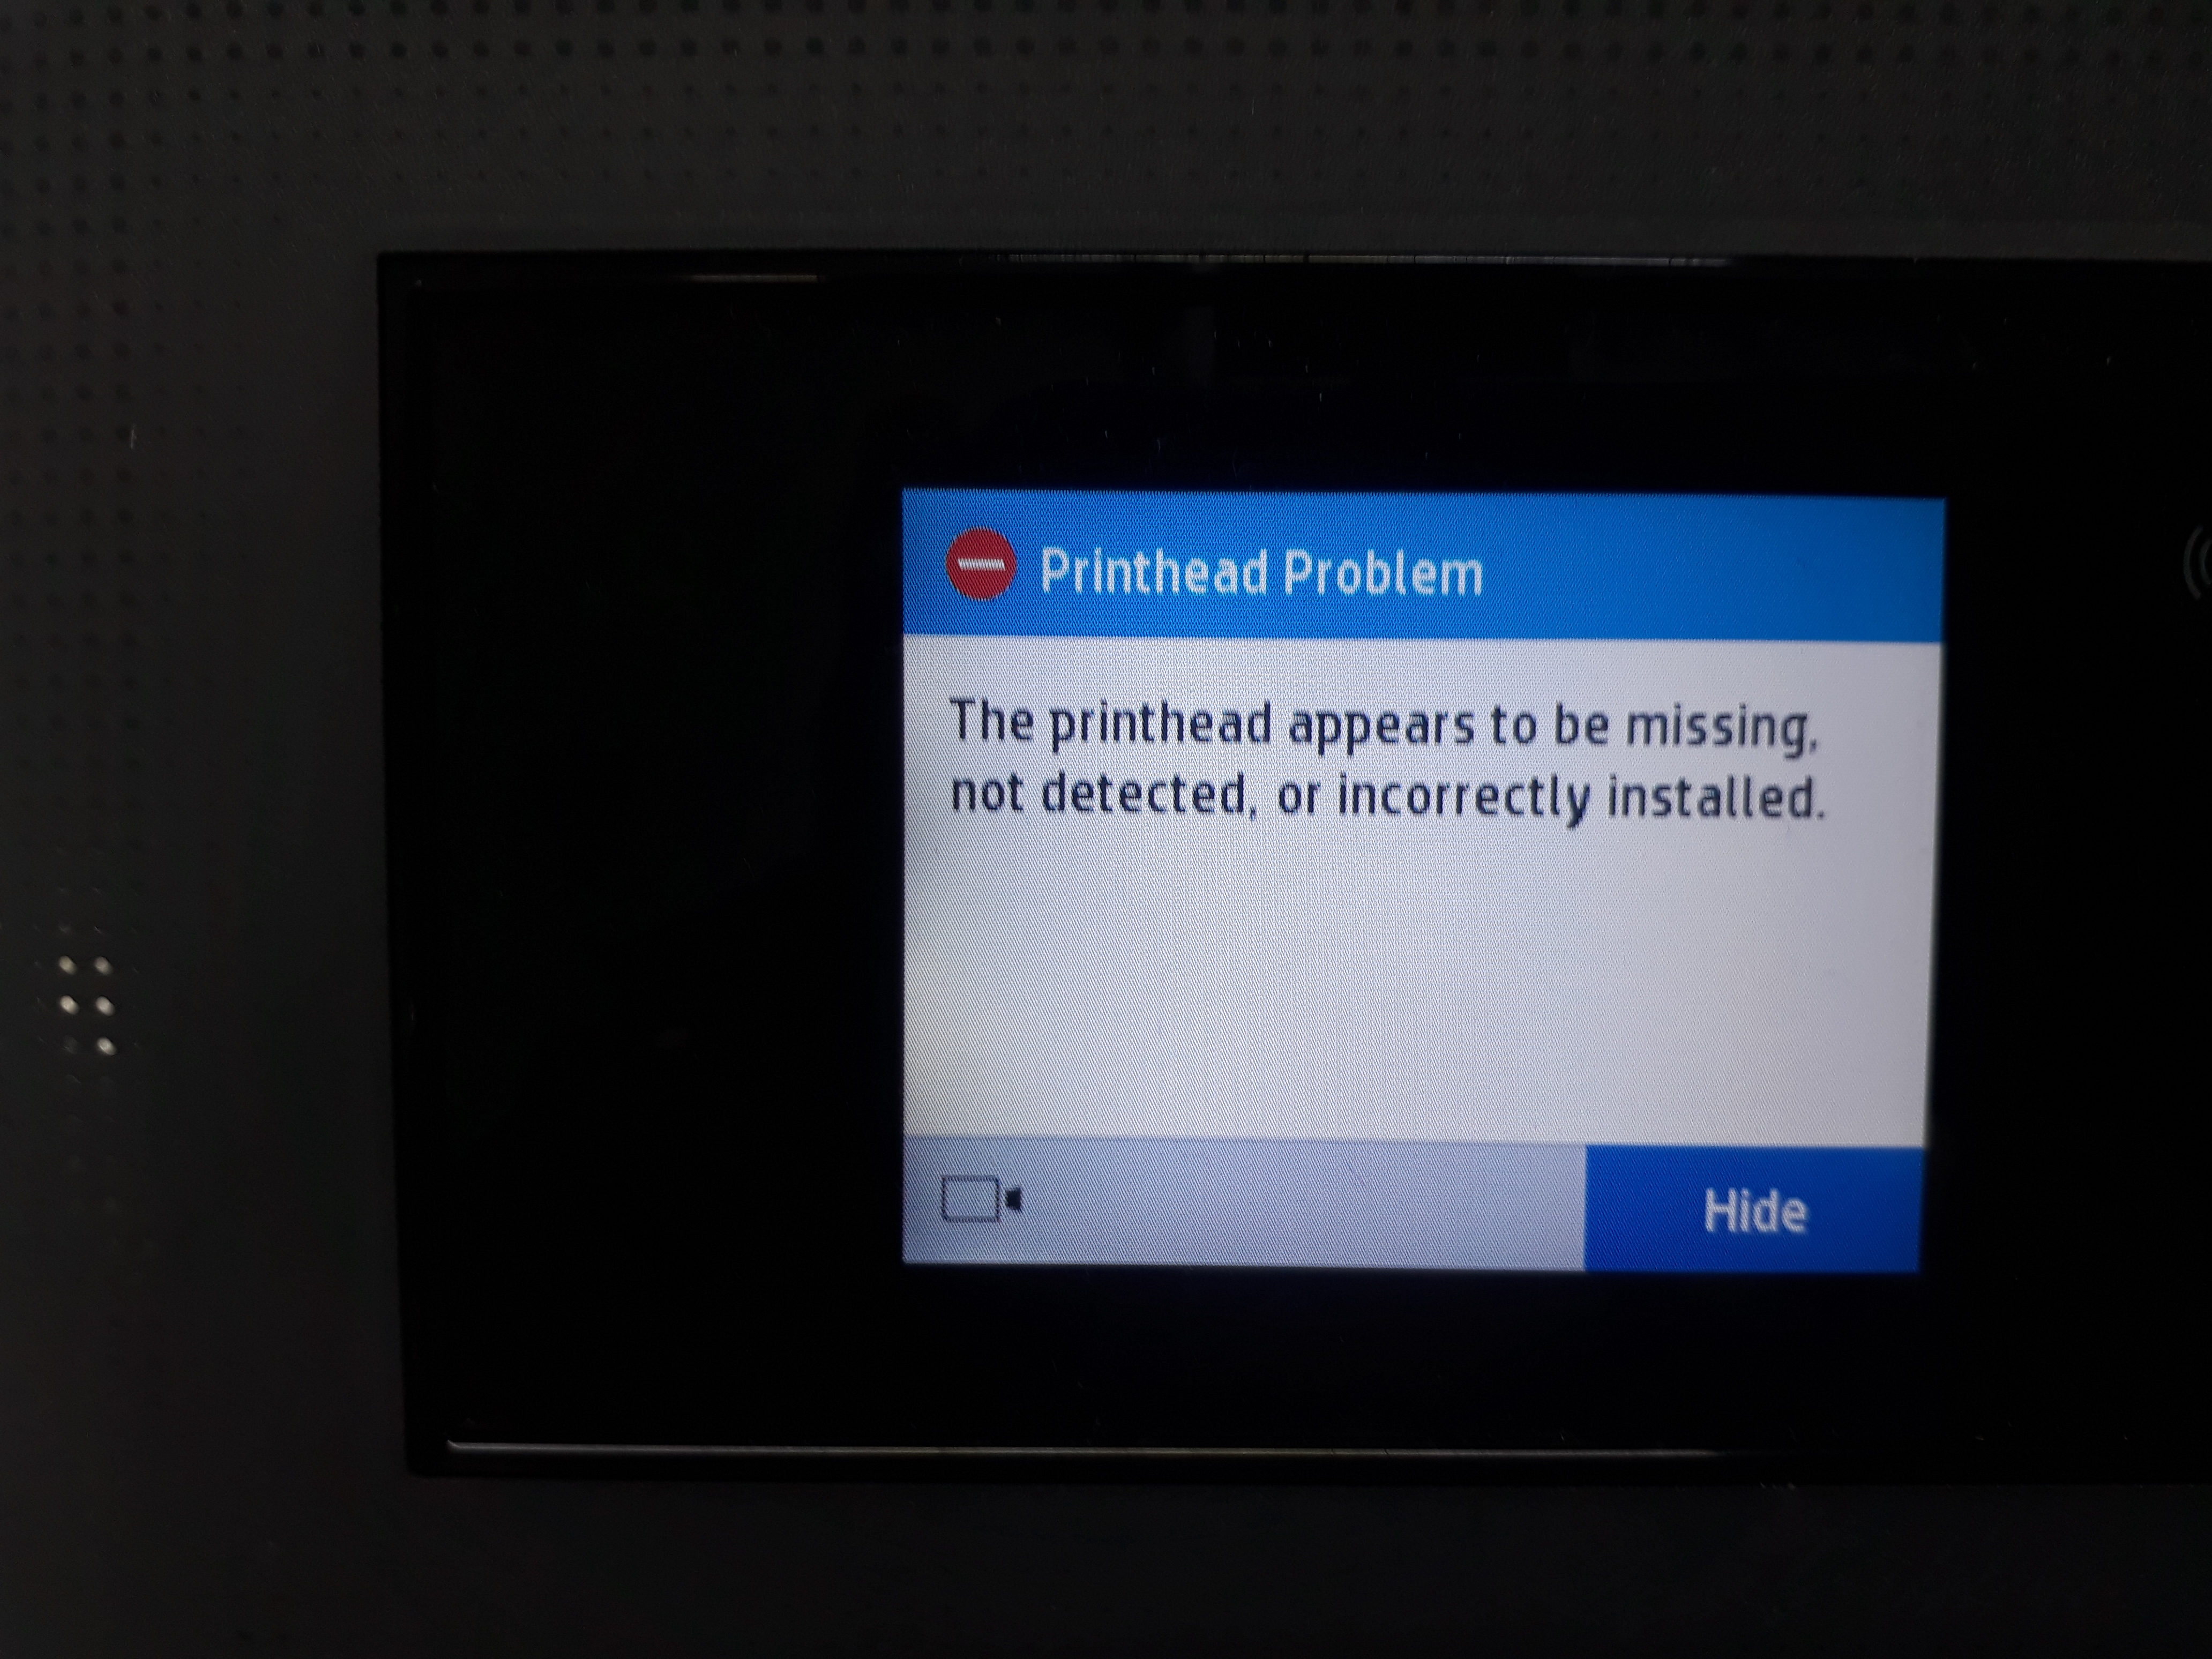 Printhead Problem
The printhead appears to be missing,
not detected, or incorrectly installed.
Hide